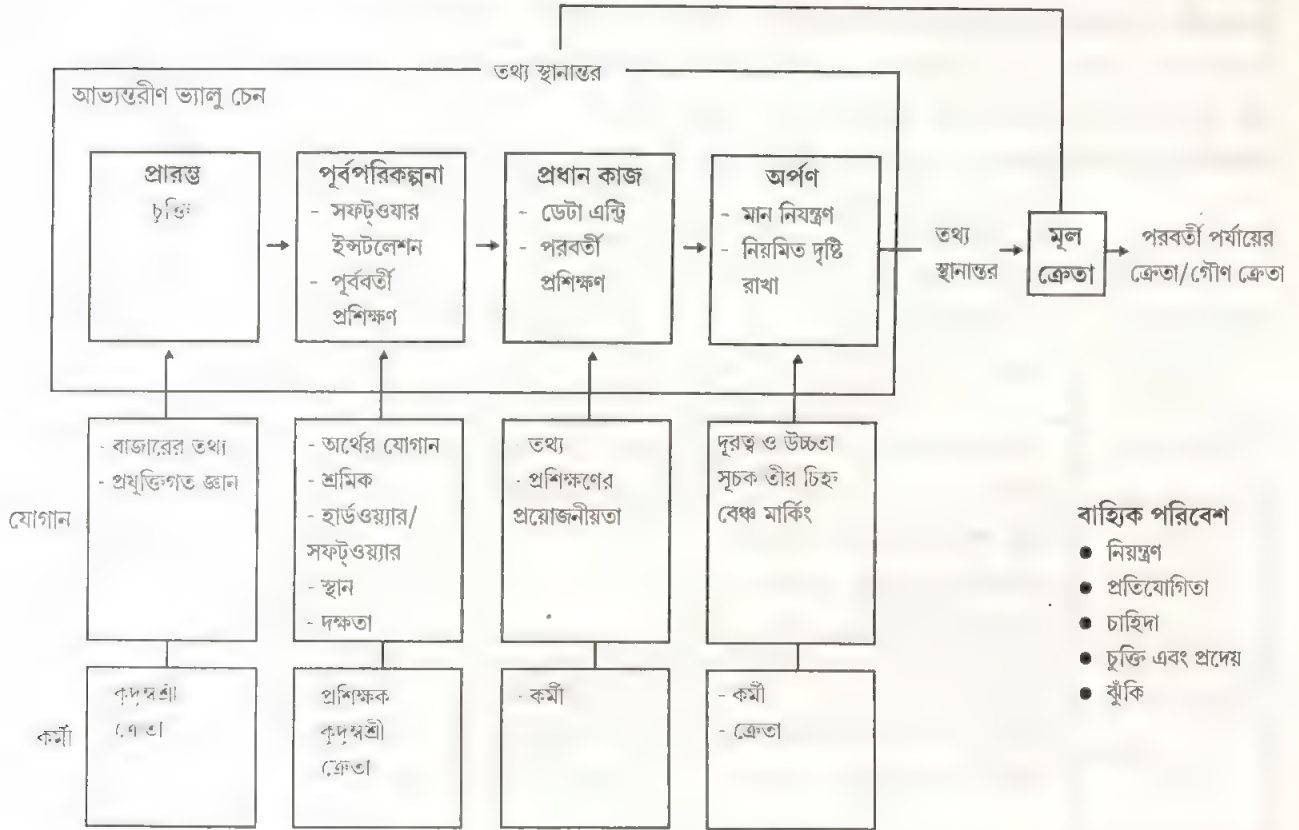 তথ্য স্থানান্তর
আভ্যন্তরীণ ভ্যালু চেন
প্রারম্ভ
চুক্তি
পূর্বপরিকল্পনা
- সফট্ওয্যার
ইন্সটলেশন
- পূর্ববর্তী
প্রশিক্ষণ
প্রধান কাজ
- ডেটা এন্ট্রি
- পরবর্তী
প্রশিক্ষণ
অর্পণ
- মান নিযন্ত্রণ
- নিয়মিত দৃষ্টি
রাখা
তথ্য
স্থানান্তর
মূল
ক্রেতা
পরবর্তী পর্যায়ের
ক্রেতা/গৌণ ক্রেতা
যোগান
- বাজারের তথ্য
- প্রযুক্তিগত জ্ঞান
- অর্থের যোগান
- শ্রমিক
- হার্ডওয়্যার/
সফট্ওয়্যার
- স্থান
- দক্ষতা
- তথ্য
- প্রশিক্ষণের
প্রয়োজনীয়তা
দূরত্ব ও উচ্চতা
সূচক তীর চিহ্ন
বেঞ্চ মার্কিং
কর্মী
কুদুম্বশ্রী
ক্রেতা
প্রশিক্ষক
কুদুম্বশ্রী
ক্রেতা
- কর্মী
- কর্মী
- ক্রেতা
বাহ্যিক পরিবেশ
● নিয়ন্ত্রণ
● প্রতিযোগিতা
● চাহিদা
● চুক্তি এবং প্রদেয়
● ঝুঁকি